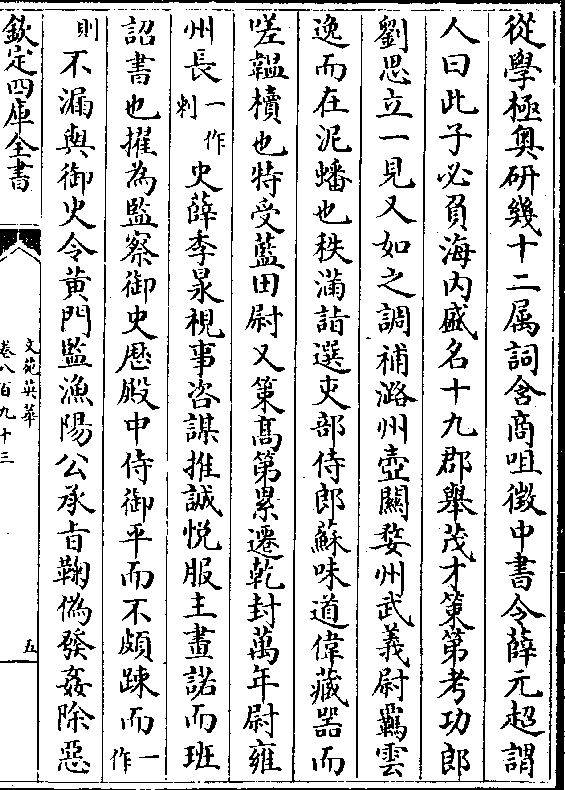 從學極奥研幾十二属詞含商咀徵中書令薛元超謂
人曰此子必負海内盛名十九郡舉茂才策第考功郎
劉思立一見又如之調補潞州壺關婺州武義尉羈雲
逸而在泥蟠也秩滿詣選吏部侍郎蘇味道偉藏器而
嗟韞櫝也特受藍田尉又策髙第累遷乾封萬年尉雍
州長一作刺史薛季㫤視事咨謀推誠悦服主畫諾而班
詔書也擢為監察御史歴殿中侍御平而不頗踈而一作
則不漏與御史令黄門監漁陽公承㫖鞠偽發姦除惡
欽定四庫全書
文苑英華
卷八百九十三
五